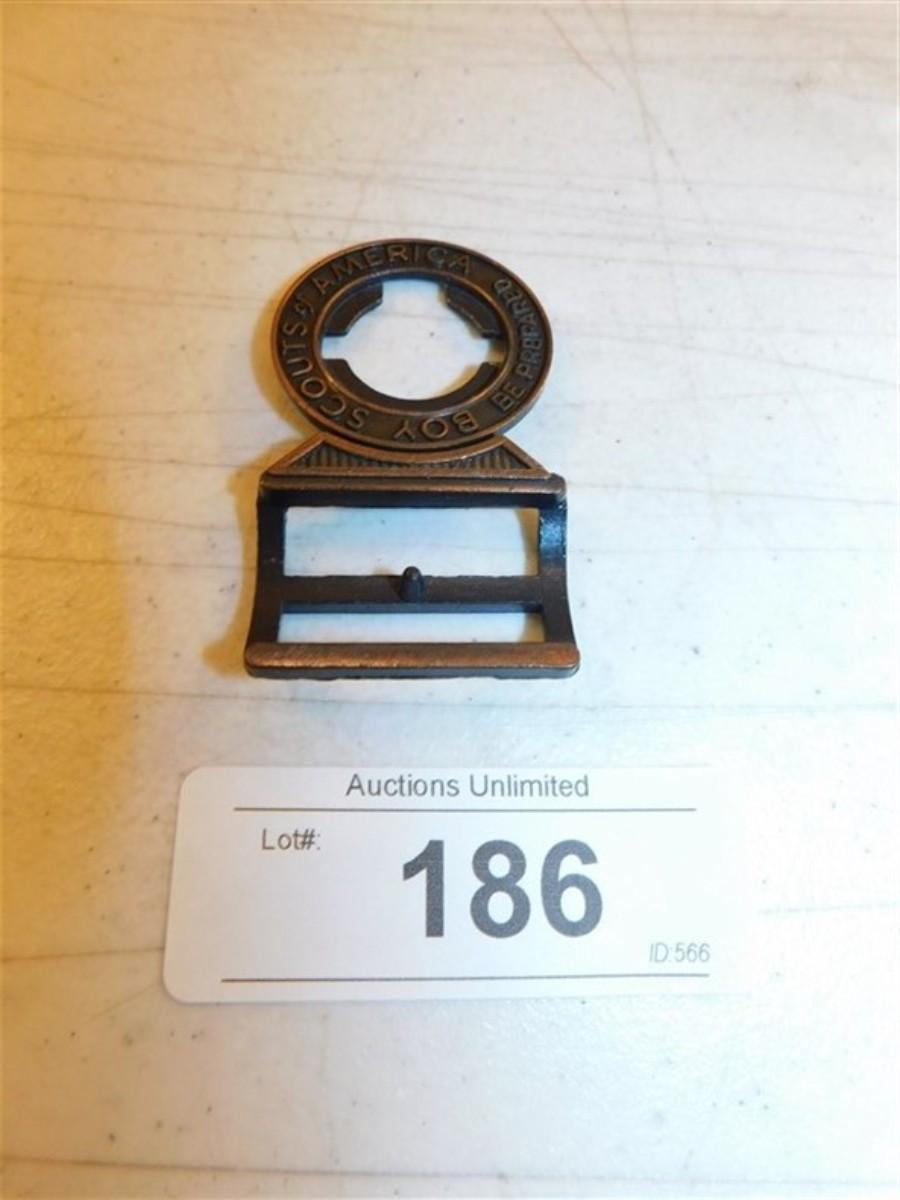 BOY SCOUTS of AMERICA
BE PREPARED
Auctions Unlimited
Lot#:
186
ID:566